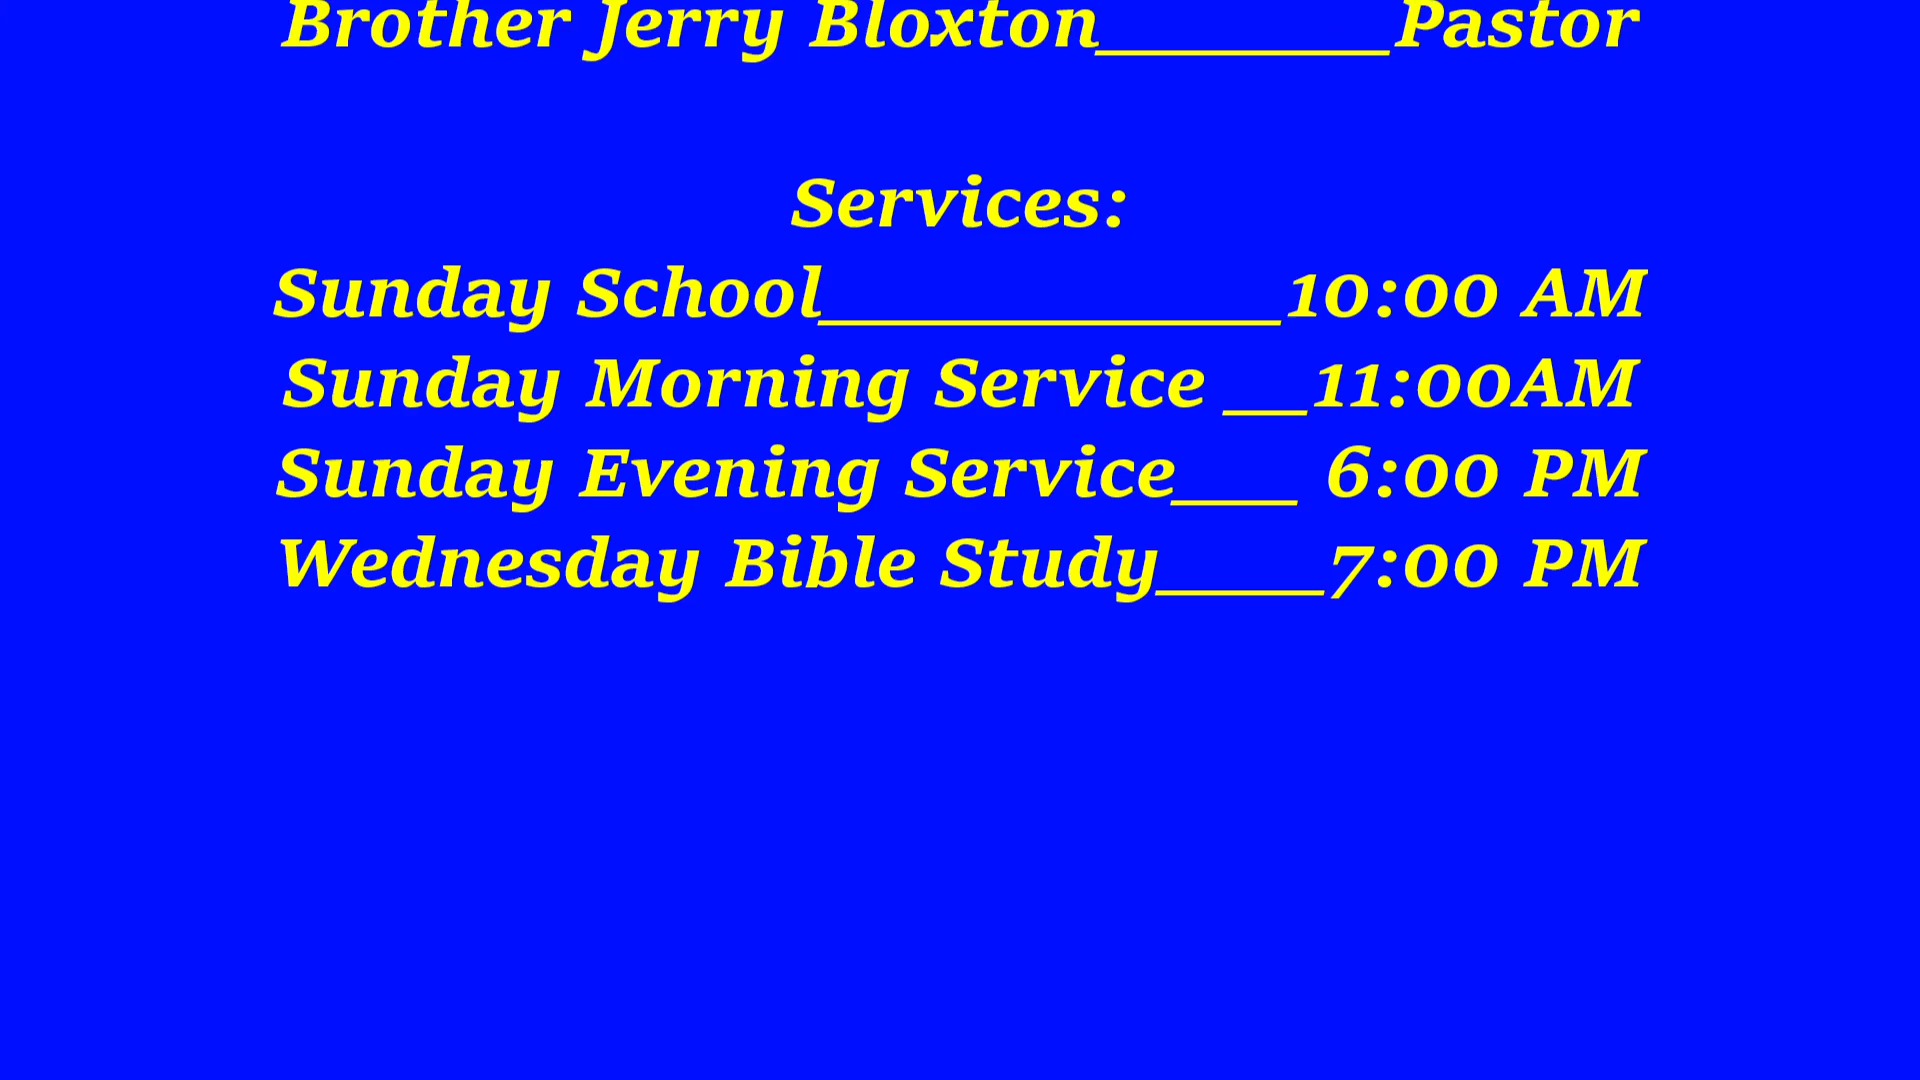 Brother Jerry Bloxton_______Pastor
Services:
Sunday School___________10:00 AM
Sunday Morning Service __11:00AM
Sunday Evening Service___ 6:00 PM
Wednesday Bible Study____7:00 PM